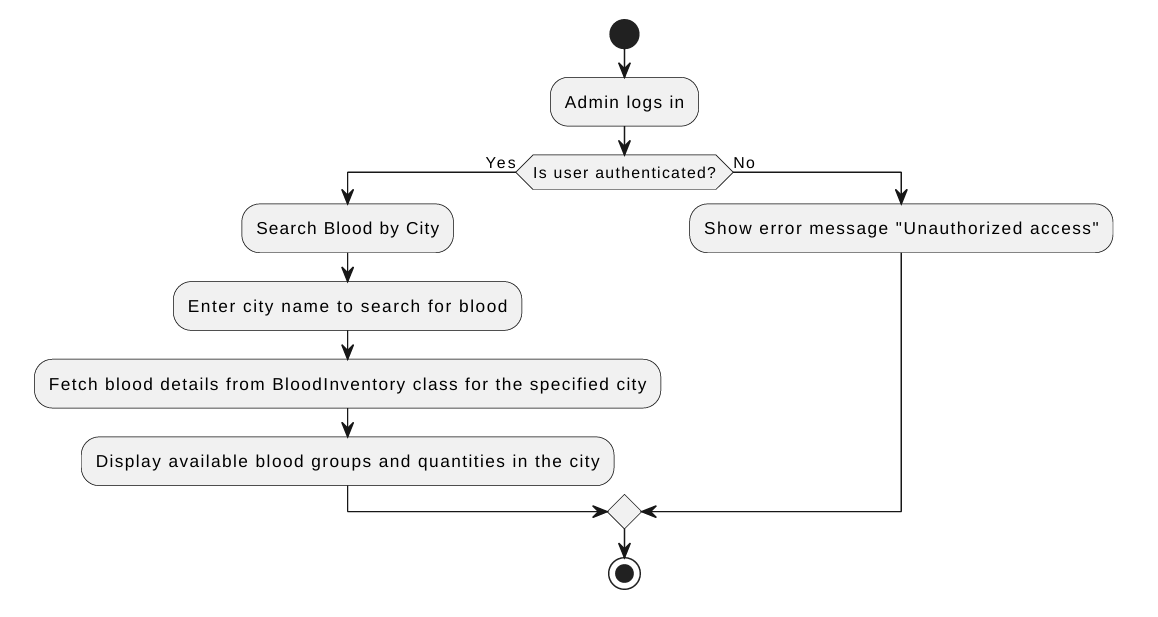 Admin logs in
Yes
Is user authenticated?
No
Search Blood by City
Show error message "Unauthorized access"
Enter city name to search for blood
Fetch blood details from BloodInventory class for the specified city
Display available blood groups and quantities in the city